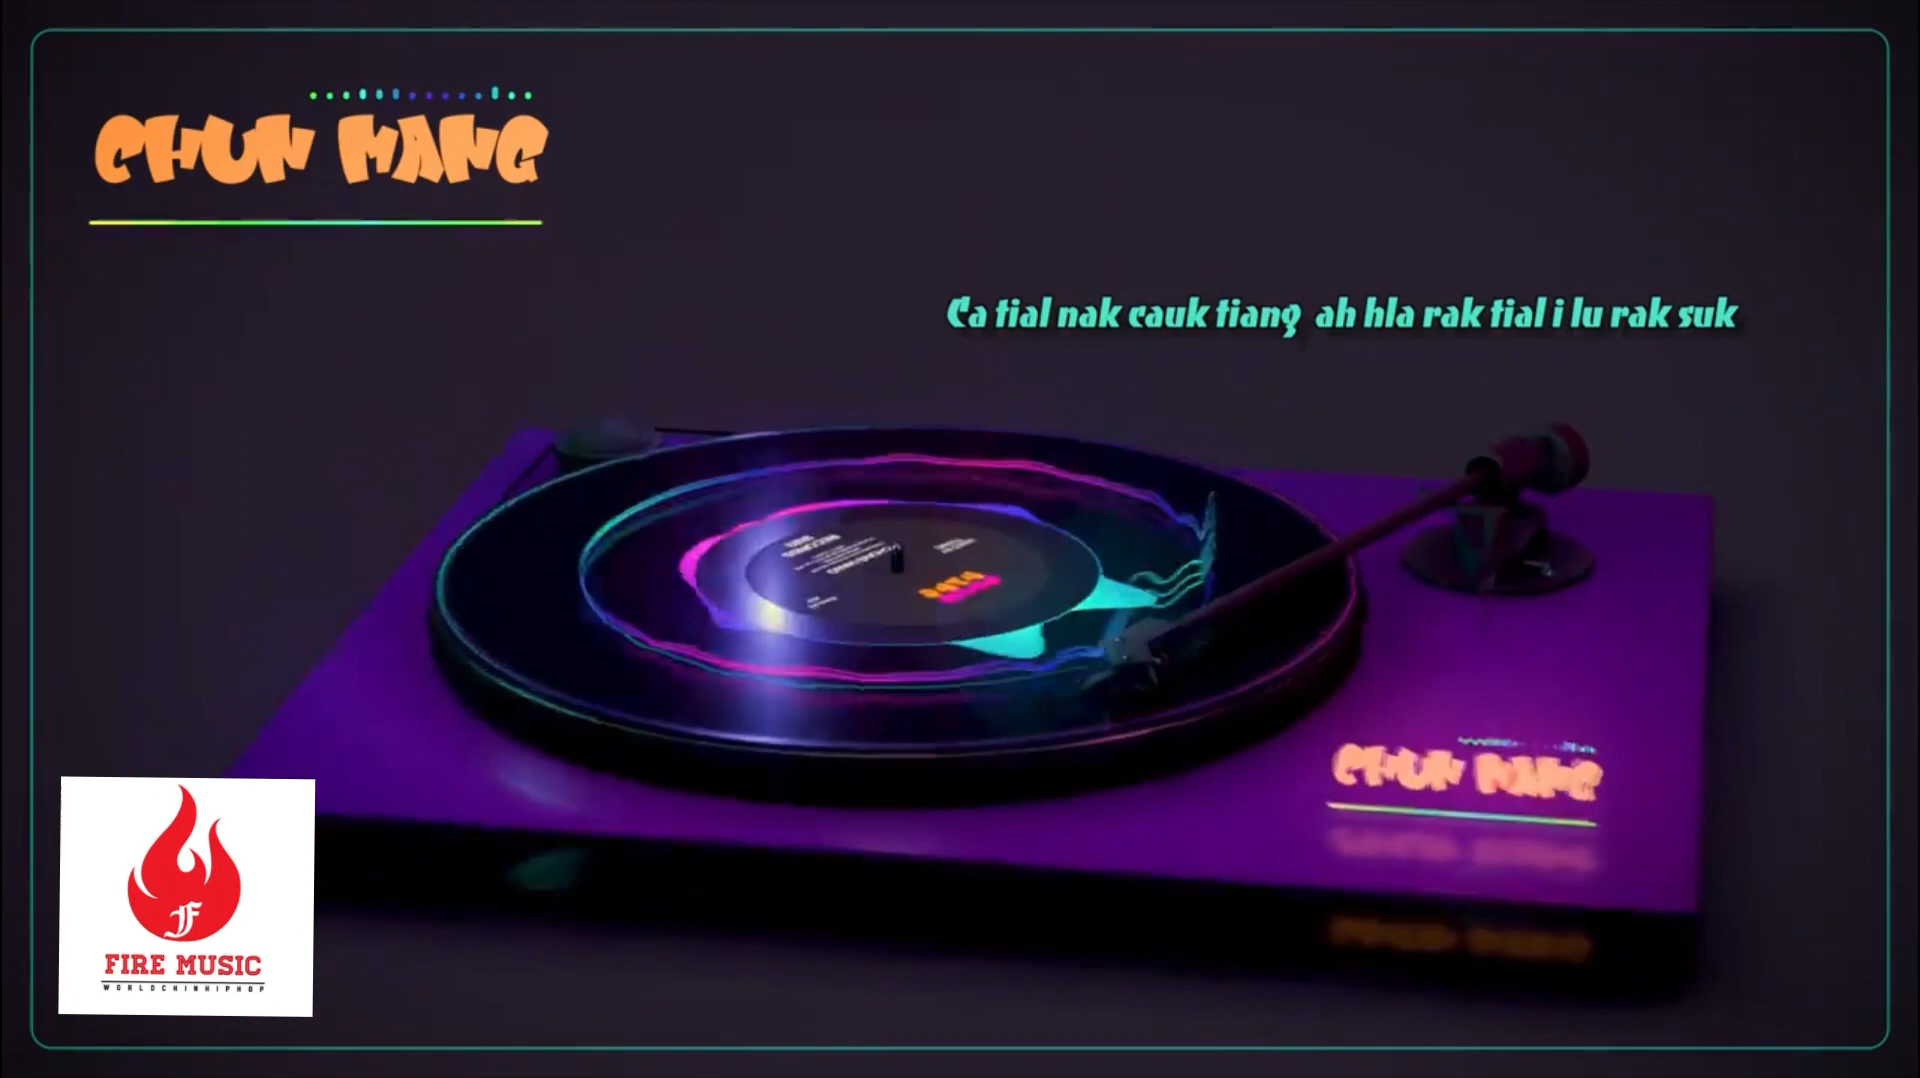 CHUN MANG
Ca tial nak cauk tiang ah hla rak tial i lu rak suk
CHUN MANG
FIRE MUSIC
WORLDCHINHIPHOP